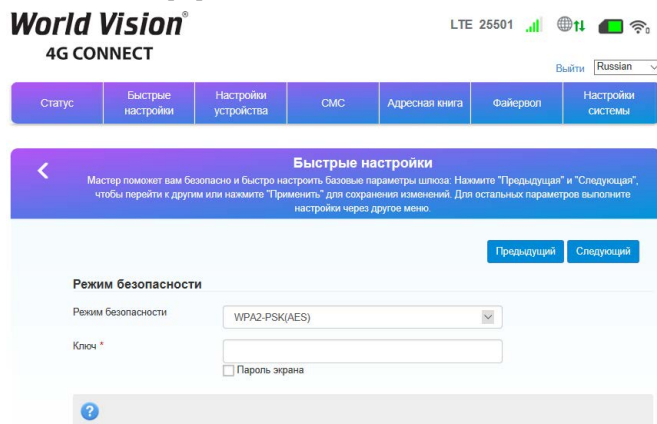 World Vision®
4G CONNECT
LTE 25501
Выйти Russian
Статус
Быстрые настройки
Настройки устройства
СМС
Адресная книга
Файервол
Настройки системы
Быстрые настройки
Мастер поможет вам безопасно и быстро настроить базовые параметры шлюза: Нажмите "Предыдущая" и "Следующая",
чтобы перейти к другим или нажмите "Применить" для сохранения изменений. Для остальных параметров выполните
настройки через другое меню.
Предыдущий Следующий
Режим безопасности
Режим безопасности WPA2-PSK(AES)
Ключ *
Пароль экрана